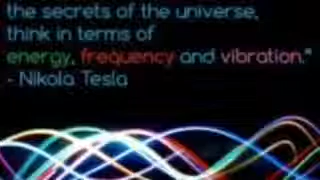 the secrets of the universe,
think in terms of
energy, frequency and vibration."
- Nikola Tesla